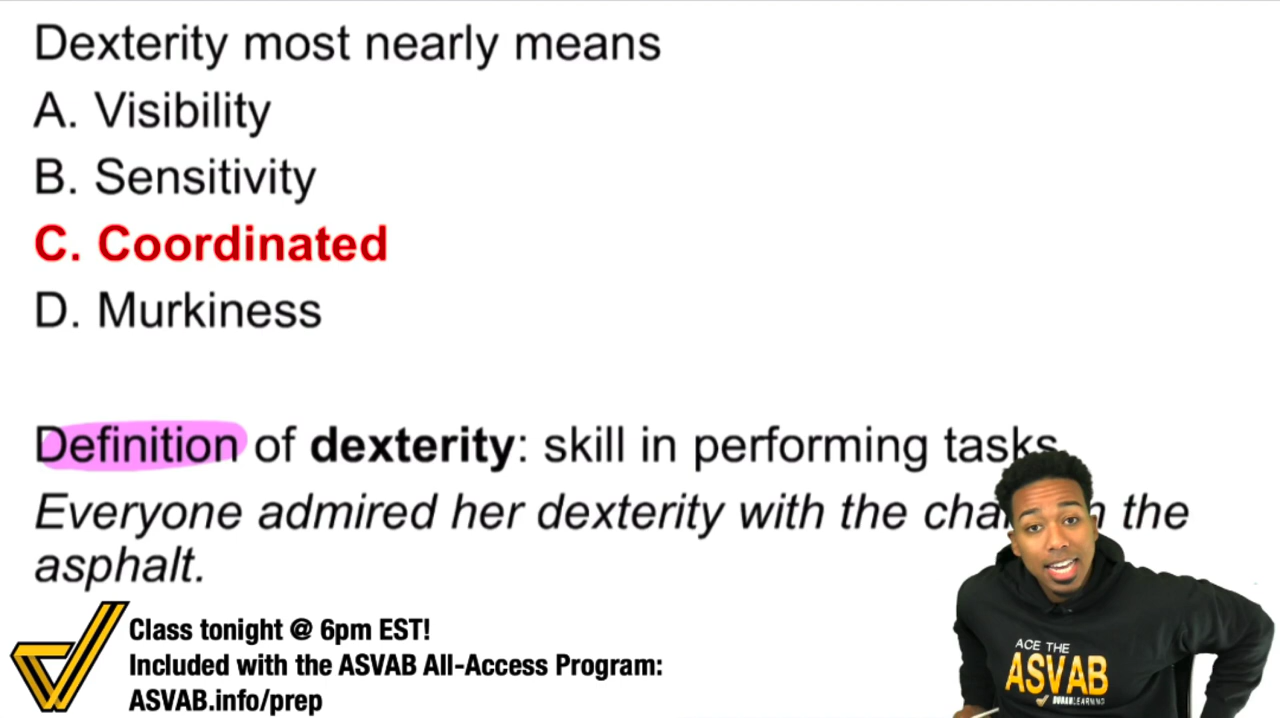 Dexterity most nearly means
A. Visibility
B. Sensitivity
C. Coordinated
D. Murkiness
Definition of dexterity: skill in performing tasks
Everyone admired her dexterity with the the
asphalt.
Class tonight @ 6pm EST!
Included with the ASVAB All-Access Program:
ASVAB.info/prep
ACE THE
ASVAB
DUNANLEARNING